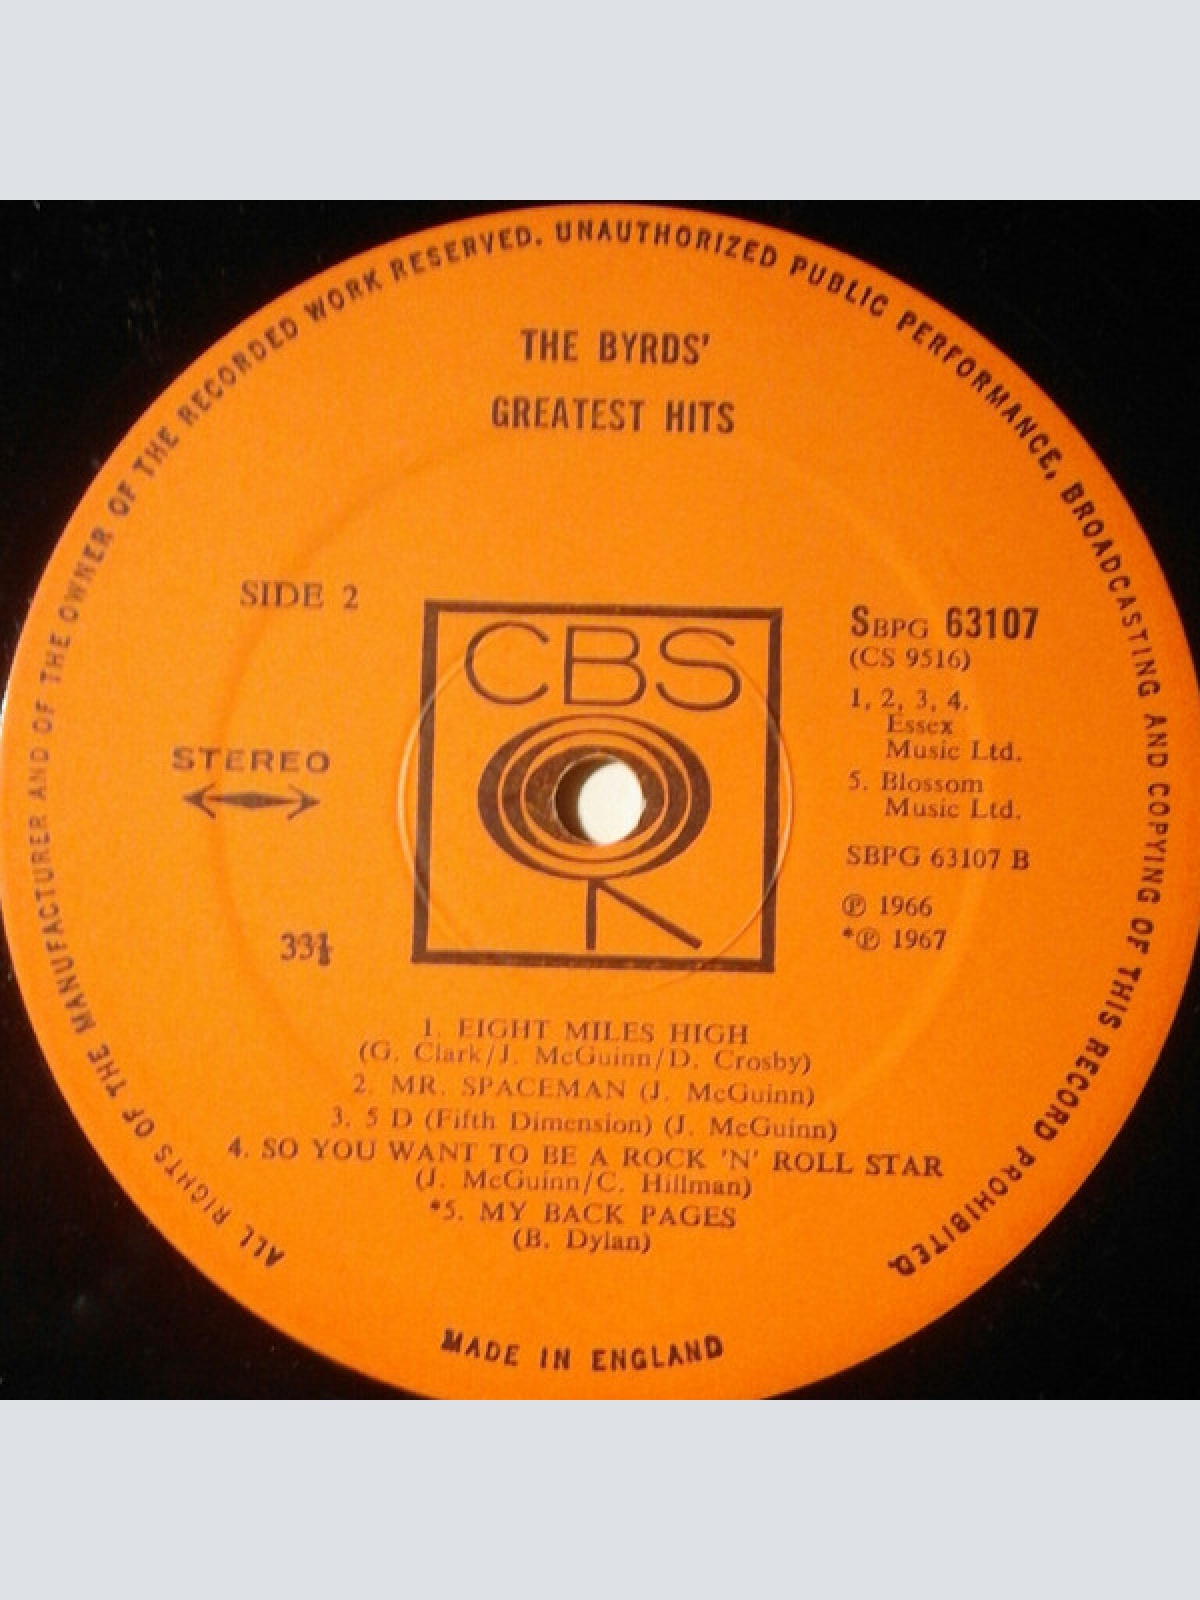 ALL RIGHTS OF THE MANUFACTURER AND OF THE OWNER OF THE RECORDED WORK RESERVED. UNAUTHORIZED PUBLIC PERFORMANCE, BROADCASTING AND COPYING OF THIS RECORD PROHIBITED.
THE BYRDS'
GREATEST HITS
SIDE 2
STEREO
33⅓
CBS
SBPG 63107
(CS 9516)
1, 2, 3, 4.
Essex
Music Ltd.
5. Blossom
Music Ltd.
SBPG 63107 B
℗ 1966
*℗ 1967
1. EIGHT MILES HIGH
(G. Clark/J. McGuinn/D. Crosby)
2. MR. SPACEMAN (J. McGuinn)
3. 5 D (Fifth Dimension) (J. McGuinn)
4. SO YOU WANT TO BE A ROCK 'N' ROLL STAR
(J. McGuinn/C. Hillman)
*5. MY BACK PAGES
(B. Dylan)
MADE IN ENGLAND